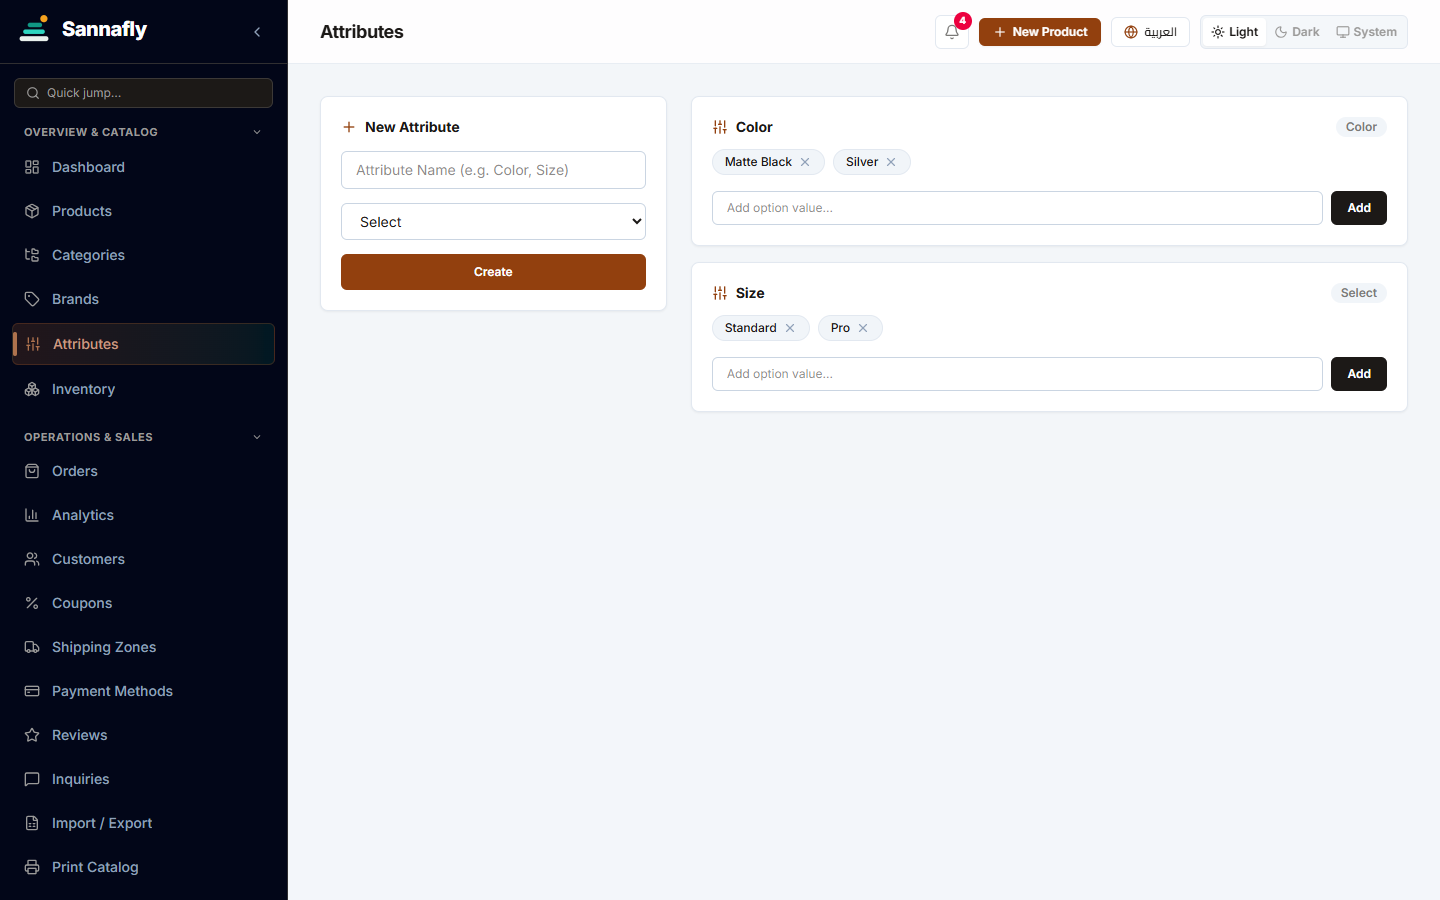 Sannafly
Quick jump...
OVERVIEW & CATALOG
Dashboard
Products
Categories
Brands
Attributes
Inventory
OPERATIONS & SALES
Orders
Analytics
Customers
Coupons
Shipping Zones
Payment Methods
Reviews
Inquiries
Import / Export
Print Catalog
Attributes
4
New Product
العربية
Light
Dark
System
New Attribute
Attribute Name (e.g. Color, Size)
Select
Create
Color
Color
Matte Black
Silver
Add option value...
Add
Size
Select
Standard
Pro
Add option value...
Add